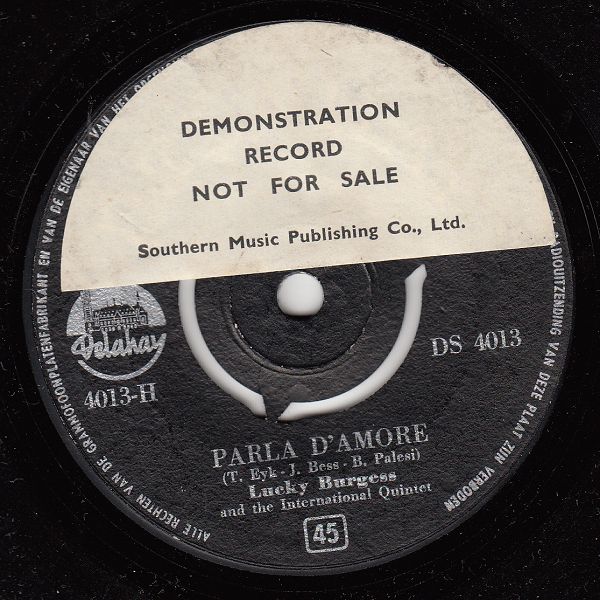 DEMONSTRATION
RECORD
NOT FOR SALE
Southern Music Publishing Co., Ltd.
Delahay
4013-H
DS 4013
PARLA D'AMORE
(T. Eyk - J. Bess - B. Palesi)
Lucky Burgess
and the International Quintet
45
ALLE RECHTEN VAN DE GRAMMOFOONPLATENFABRIKANT EN VAN DE EIGENAAR VAN HET
VAN DEZE PLAAT ZIJN VERBODEN